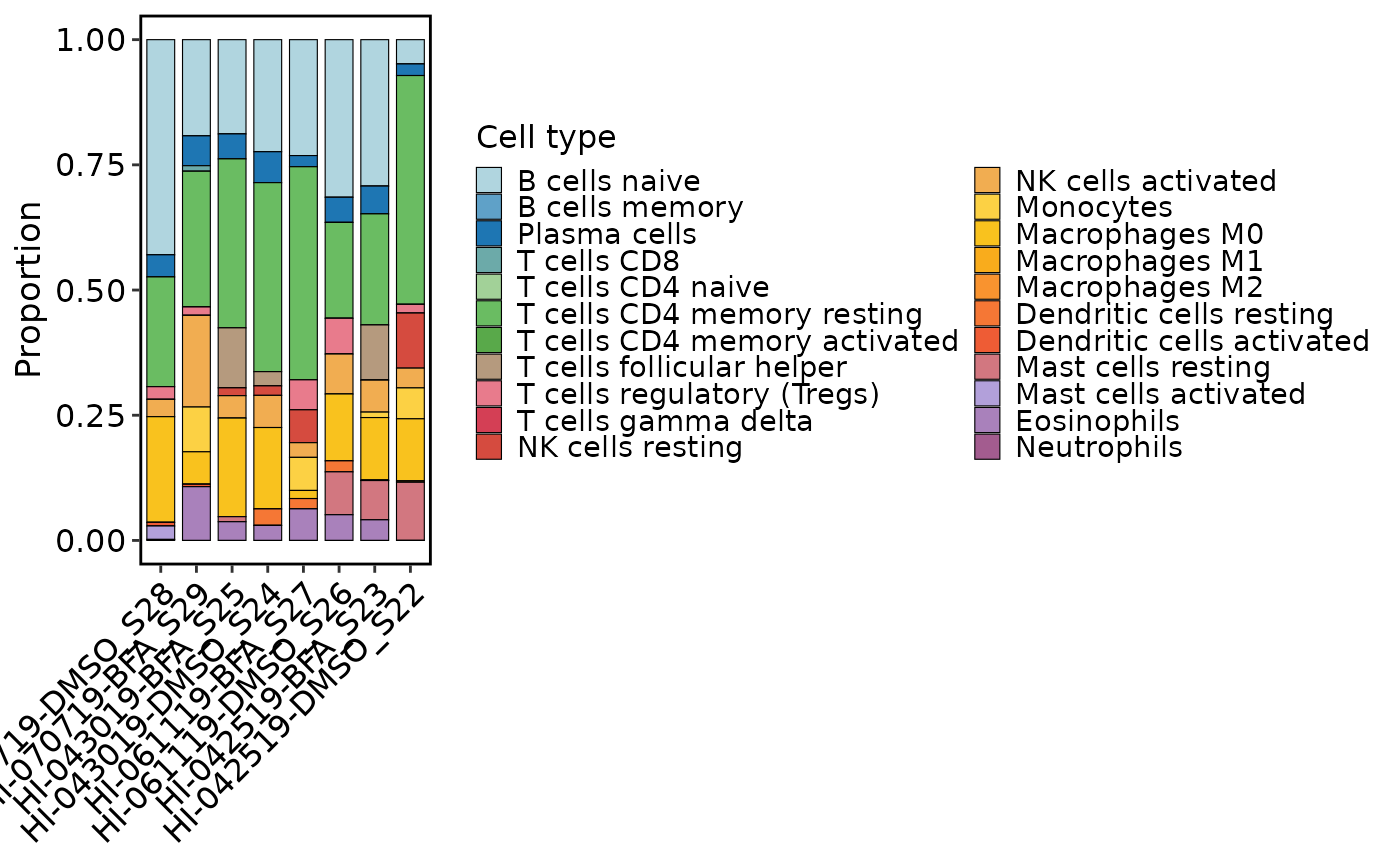 1.00
0.75
0.50
0.25
0.00
Proportion
Cell type
B cells naive
B cells memory
Plasma cells
T cells CD8
T cells CD4 naive
T cells CD4 memory resting
T cells CD4 memory activated
T cells follicular helper
T cells regulatory (Tregs)
T cells gamma delta
NK cells resting
NK cells activated
Monocytes
Macrophages M0
Macrophages M1
Macrophages M2
Dendritic cells resting
Dendritic cells activated
Mast cells resting
Mast cells activated
Eosinophils
Neutrophils
719-DMSO_S28
HI-070719-BFA_S29
HI-043019-BFA_S25
HI-043019-DMSO_S24
HI-061119-BFA_S27
HI-061119-DMSO_S26
HI-042519-BFA_S23
HI-042519-DMSO_S22